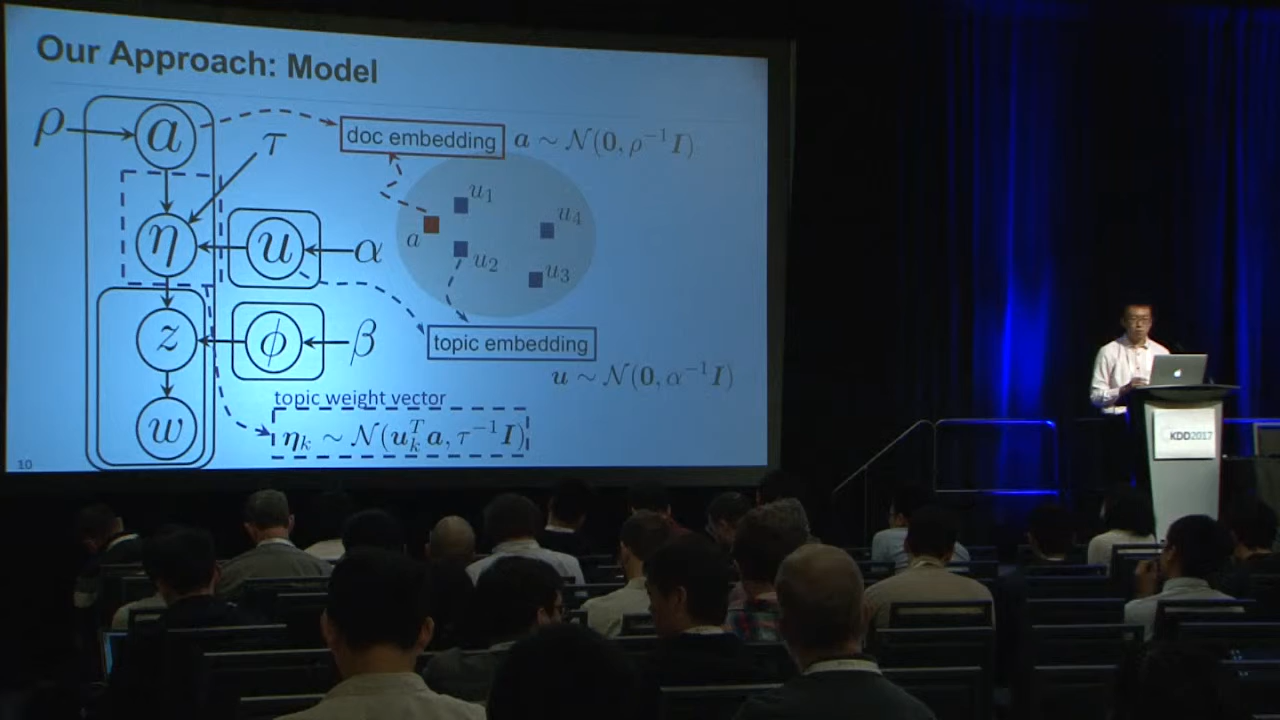 Our Approach: Model
ρ
a
τ
doc embedding
a ∼ N(0, ρ⁻¹I)
u₁
u₄
a
u₂
u₃
η
u
α
z
ϕ
β
topic embedding
u ∼ N(0, α⁻¹I)
w
topic weight vector
ηₖ ∼ N(uₖᵀa, τ⁻¹I)
10
KDD2017